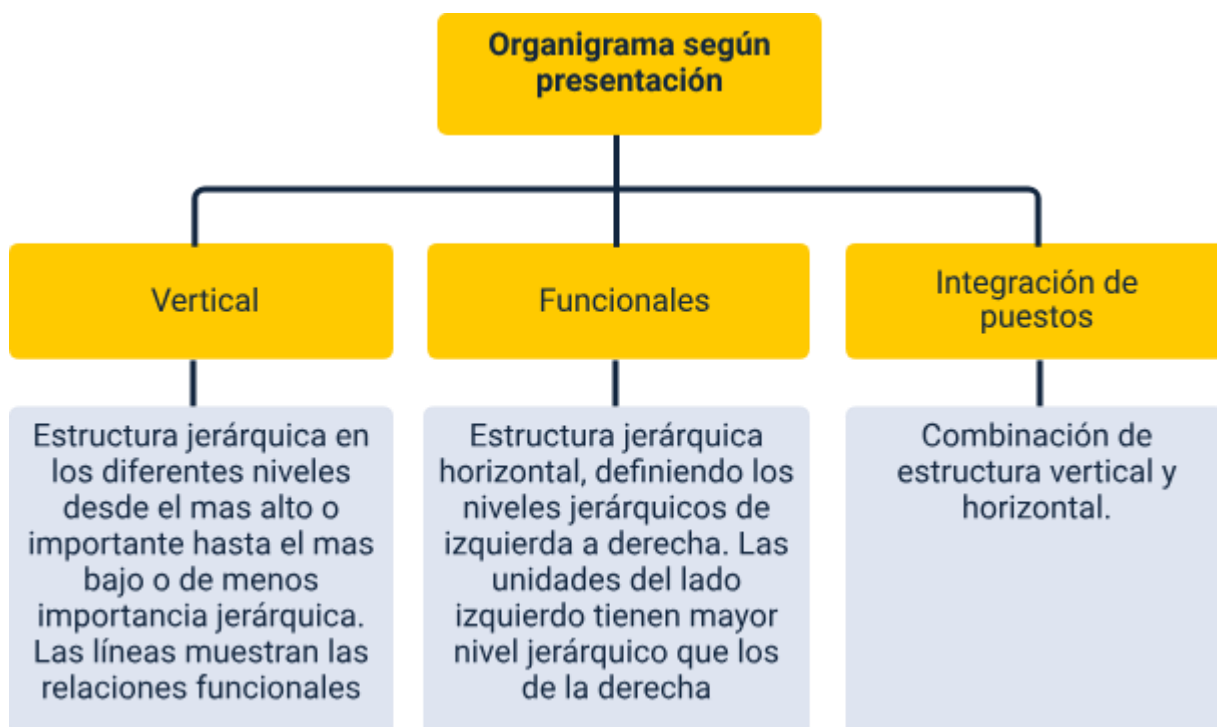 Organigrama según
presentación
Vertical
Funcionales
Integración de
puestos
Estructura jerárquica en
los diferentes niveles
desde el mas alto o
importante hasta el mas
bajo o de menos
importancia jerárquica.
Las líneas muestran las
relaciones funcionales
Estructura jerárquica
horizontal, definiendo los
niveles jerárquicos de
izquierda a derecha. Las
unidades del lado
izquierdo tienen mayor
nivel jerárquico que los
de la derecha
Combinación de
estructura vertical y
horizontal.